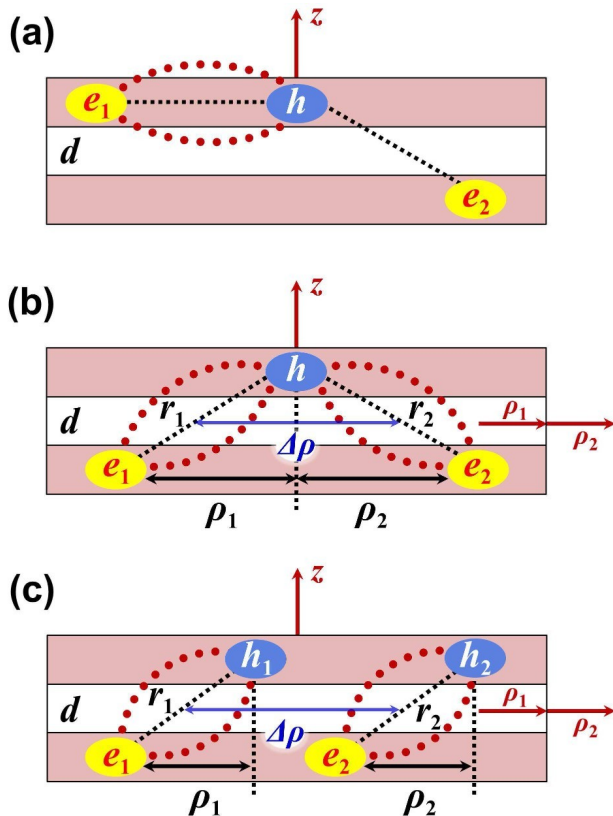 (a)
z
e₁ h
d
e₂
(b)
z
h
d r₁ r₂ ρ₁ ρ₂
Δρ
e₁ e₂
ρ₁ ρ₂
(c)
z
h₁ h₂
d r₁ r₂ ρ₁ ρ₂
Δρ
e₁ e₂
ρ₁ ρ₂